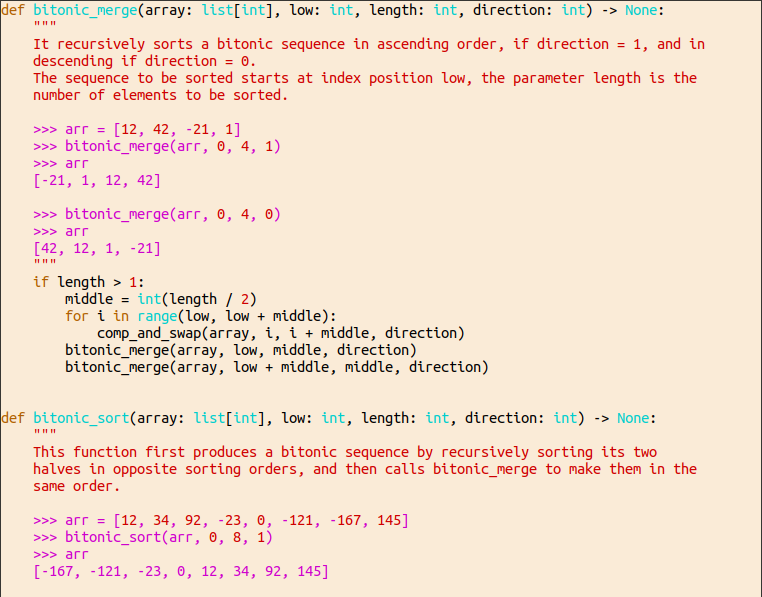 def bitonic_merge(array: list[int], low: int, length: int, direction: int) -> None:
    """
    It recursively sorts a bitonic sequence in ascending order, if direction = 1, and in
    descending if direction = 0.
    The sequence to be sorted starts at index position low, the parameter length is the
    number of elements to be sorted.

    >>> arr = [12, 42, -21, 1]
    >>> bitonic_merge(arr, 0, 4, 1)
    >>> arr
    [-21, 1, 12, 42]

    >>> bitonic_merge(arr, 0, 4, 0)
    >>> arr
    [42, 12, 1, -21]
    """
    if length > 1:
        middle = int(length / 2)
        for i in range(low, low + middle):
            comp_and_swap(array, i, i + middle, direction)
        bitonic_merge(array, low, middle, direction)
        bitonic_merge(array, low + middle, middle, direction)


def bitonic_sort(array: list[int], low: int, length: int, direction: int) -> None:
    """
    This function first produces a bitonic sequence by recursively sorting its two
    halves in opposite sorting orders, and then calls bitonic_merge to make them in the
    same order.

    >>> arr = [12, 34, 92, -23, 0, -121, -167, 145]
    >>> bitonic_sort(arr, 0, 8, 1)
    >>> arr
    [-167, -121, -23, 0, 12, 34, 92, 145]